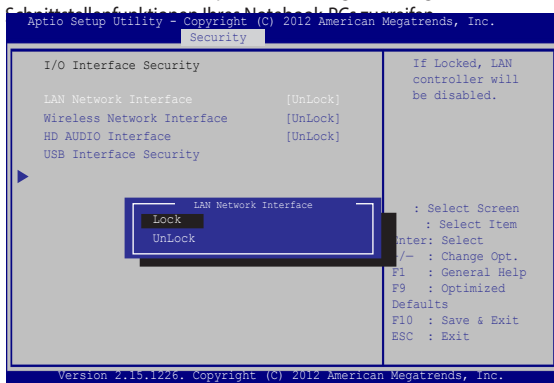 Schnittstellenfunktionen Ihres Notebook-PCs zugreifen
Aptio Setup Utility - Copyright (C) 2012 American Megatrends, Inc.
Security
I/O Interface Security
LAN Network Interface [UnLock]
Wireless Network Interface [UnLock]
HD AUDIO Interface [UnLock]
USB Interface Security
If Locked, LAN
controller will
be disabled.
LAN Network Interface
Lock
UnLock
: Select Screen
: Select Item
Enter: Select
+/— : Change Opt.
F1 : General Help
F9 : Optimized
Defaults
F10 : Save & Exit
ESC : Exit
Version 2.15.1226. Copyright (C) 2012 American Megatrends, Inc.